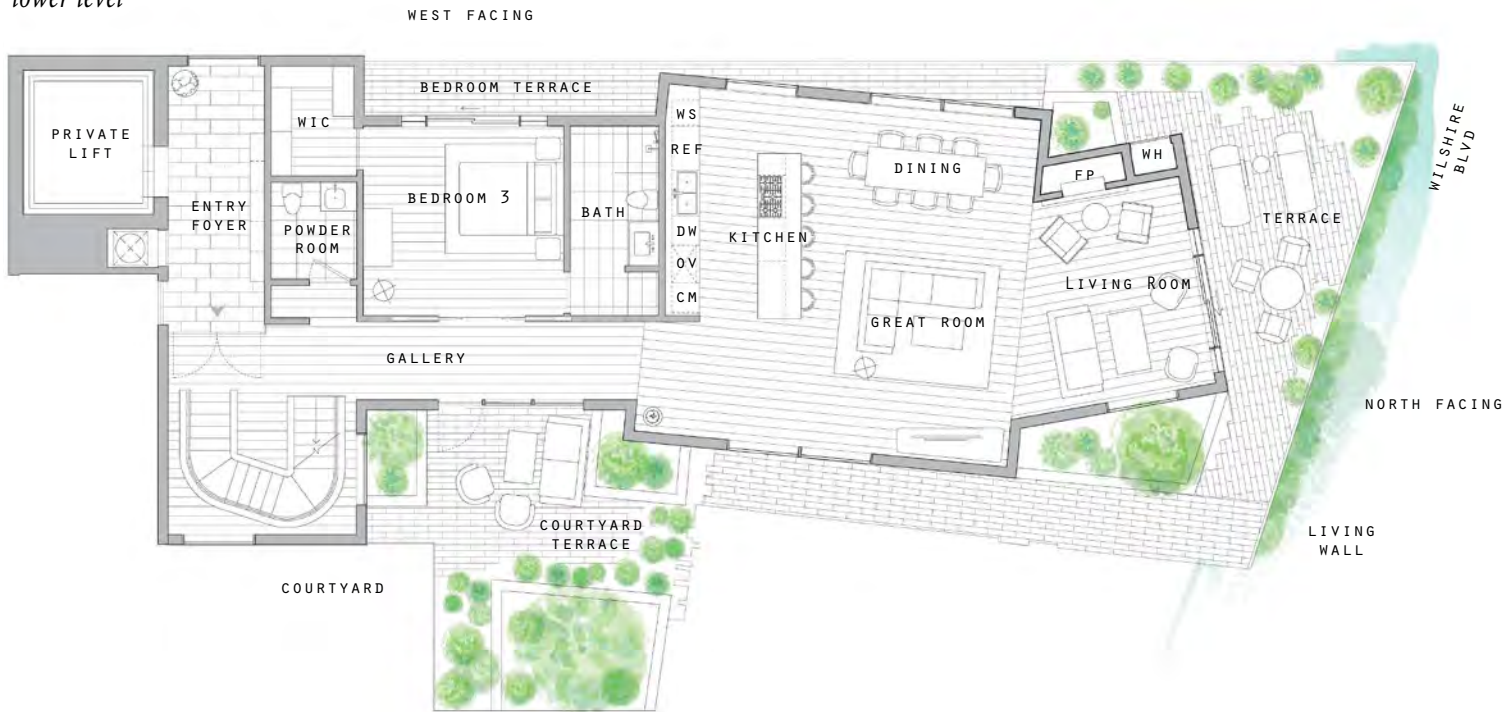 lower level
WEST FACING
PRIVATE
LIFT
ENTRY
FOYER
WIC
POWDER
ROOM
BEDROOM TERRACE
BEDROOM 3
BATH
WS
REF
DW
OV
CM
KITCHEN
DINING
GREAT ROOM
FP
WH
LIVING ROOM
TERRACE
WILSHIRE
BLVD
GALLERY
NORTH FACING
COURTYARD
TERRACE
LIVING
WALL
COURTYARD